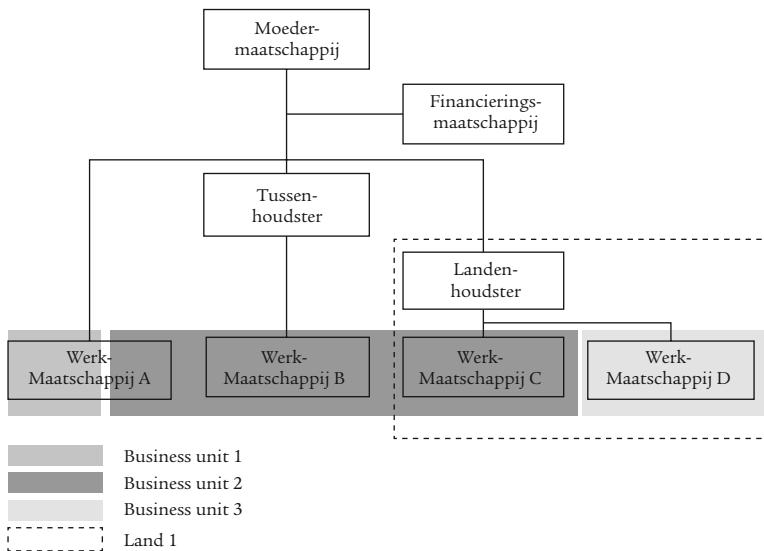 Moeder-
maatschappij
Financierings-
maatschappij
Tussen-
houdster
Landen-
houdster
Werk-
Maatschappij A
Werk-
Maatschappij B
Werk-
Maatschappij C
Werk-
Maatschappij D
Business unit 1
Business unit 2
Business unit 3
Land 1